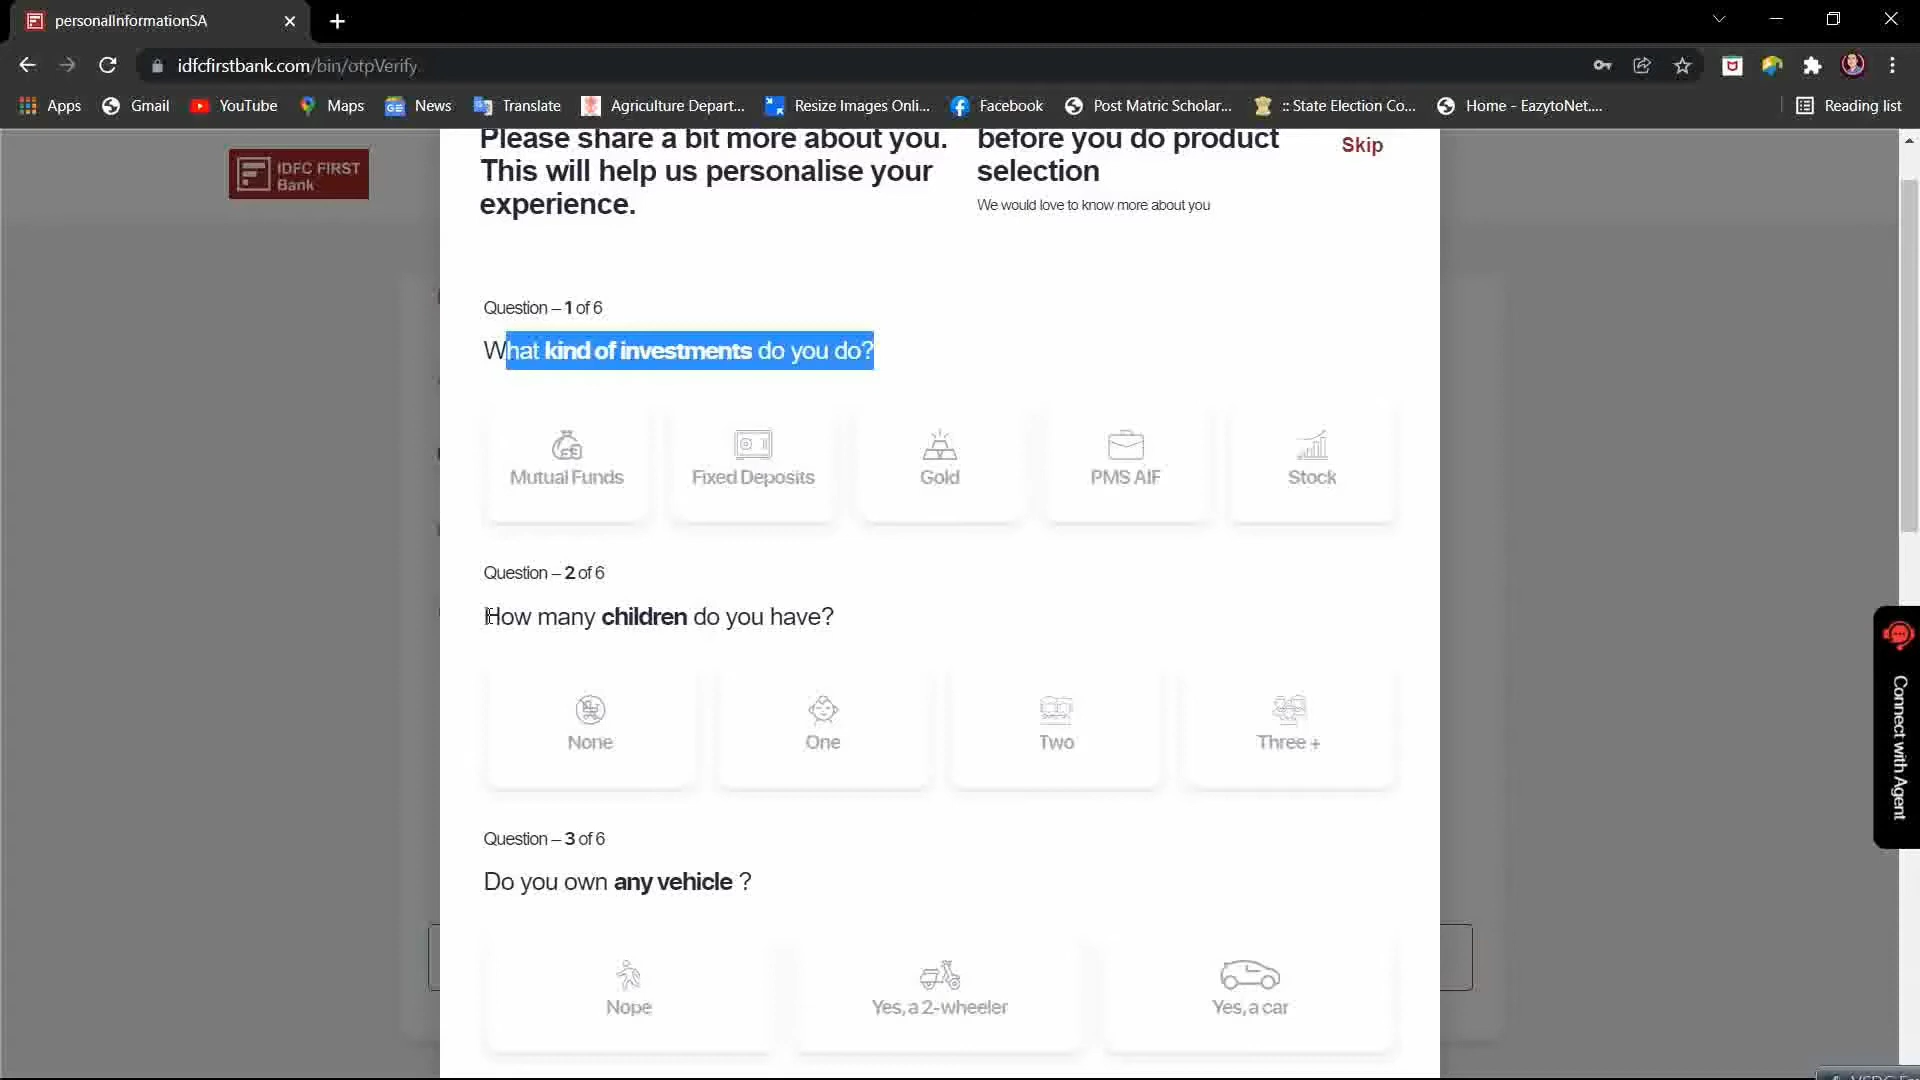 personalInformationSA
idfcfirstbank.com/bin/otpVerify
Apps
Gmail
YouTube
Maps
News
Translate
Agriculture Depart...
Resize Images Onli...
Facebook
Post Matric Scholar...
:: State Election Co...
Home - EazytoNet....
Reading list
IDFC FIRST
Bank
Please share a bit more about you.
This will help us personalise your
experience.
before you do product
selection
We would love to know more about you
Skip
Question – 1 of 6
What kind of investments do you do?
Mutual Funds
Fixed Deposits
Gold
PMS AIF
Stock
Question – 2 of 6
How many children do you have?
None
One
Two
Three +
Question – 3 of 6
Do you own any vehicle ?
Nope
Yes, a 2-wheeler
Yes, a car
Connect with Agent